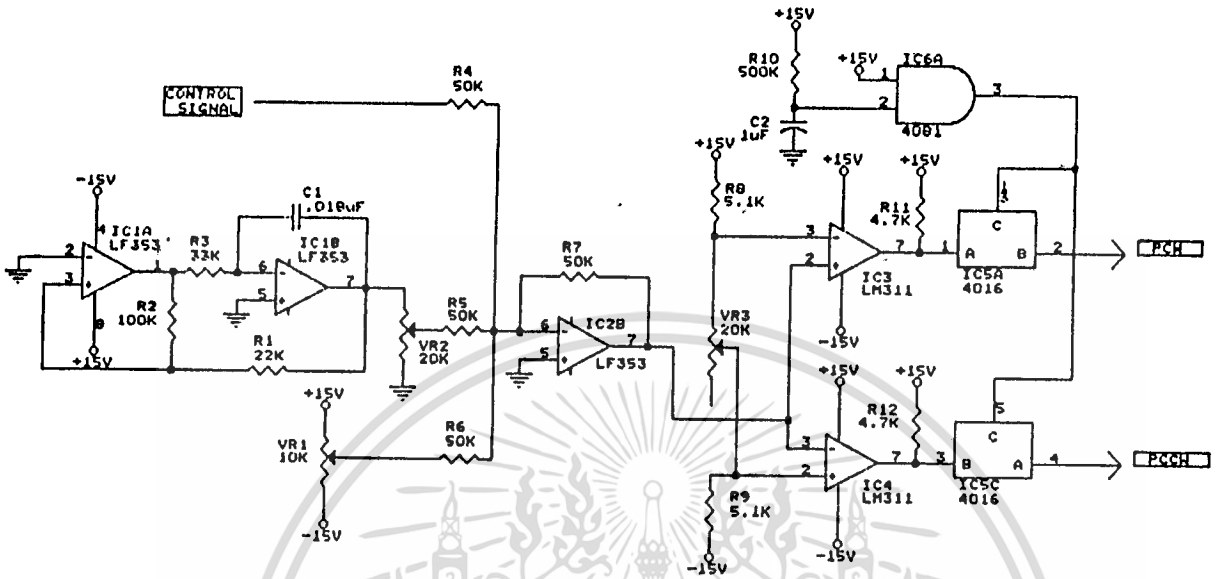 CONTROL
SIGNAL
R4
50K
-15V
4
IC1A
LF353
2
3
1
8
+15V
R3
33K
R2
100K
R1
22K
C1
.018uF
IC1B
LF353
6
5
7
VR2
20K
R5
50K
+15V
VR1
10K
-15V
R6
50K
R7
50K
6
5
7
IC2B
LF353
+15V
R8
5.1K
VR3
20K
R9
5.1K
-15V
+15V
R10
500K
C2
.1uF
+15V
IC6A
1
2
3
4081
+15V
3
2
7
IC3
LM311
-15V
+15V
R11
4.7K
1
13
C
A
B
2
IC5A
4016
PCW
+15V
3
2
7
IC4
LM311
-15V
+15V
R12
4.7K
3
5
C
B
A
4
IC5C
4016
PCCW